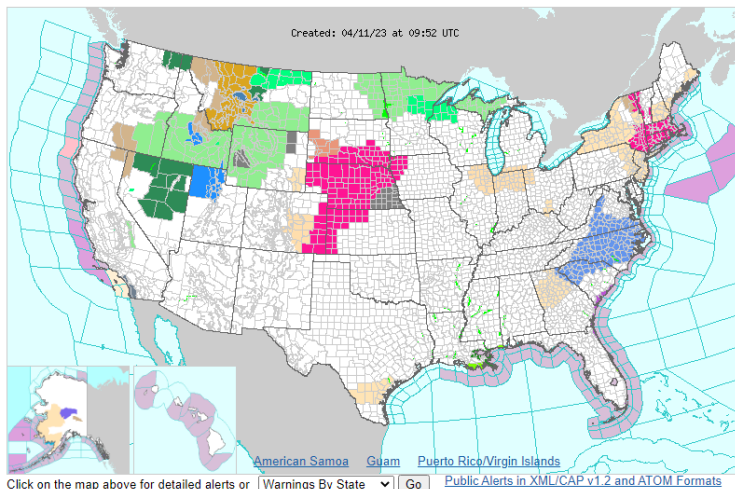 Created: 04/11/23 at 09:52 UTC
American Samoa Guam Puerto Rico/Virgin Islands
Click on the map above for detailed alerts or Warnings By State Go Public Alerts in XML/CAP v1.2 and ATOM Formats